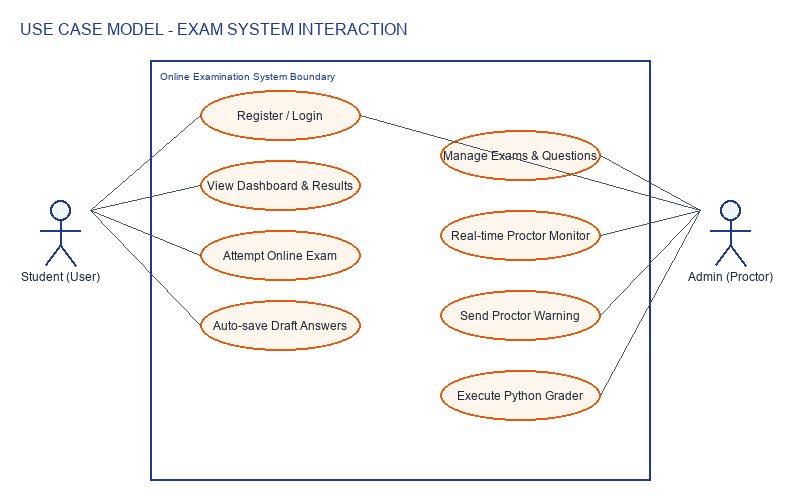 USE CASE MODEL - EXAM SYSTEM INTERACTION
Online Examination System Boundary
Register / Login
Manage Exams & Questions
View Dashboard & Results
Real-time Proctor Monitor
Attempt Online Exam
Student (User)
Admin (Proctor)
Send Proctor Warning
Auto-save Draft Answers
Execute Python Grader